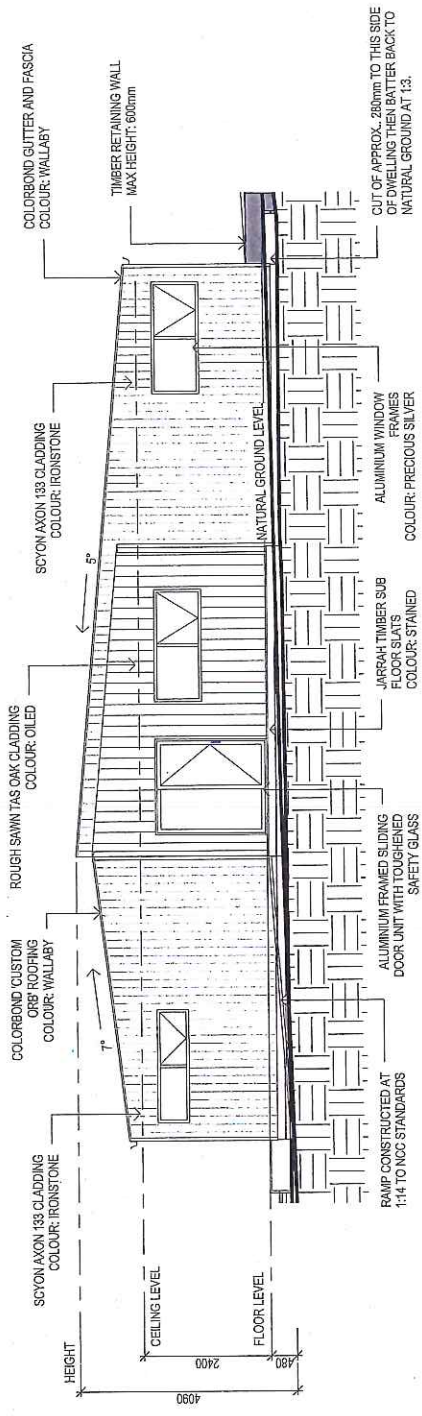 SCYON AXON 133 CLADDING
COLOUR: IRONSTONE
COLORBOND 'CUSTOM
ORB' ROOFING
COLOUR: WALLABY
ROUGH SAWN TAS OAK CLADDING
COLOUR: OILED
SCYON AXON 133 CLADDING
COLOUR: IRONSTONE
COLORBOND GUTTER AND FASCIA
COLOUR: WALLABY
TIMBER RETAINING WALL
MAX HEIGHT: 600mm
HEIGHT
7°
5°
CEILING LEVEL
FLOOR LEVEL
4090
2400
480
NATURAL GROUND LEVEL
RAMP CONSTRUCTED AT
1:14 TO NCC STANDARDS
ALUMINIUM FRAMED SLIDING
DOOR UNIT WITH TOUGHENED
SAFETY GLASS
JARRAH TIMBER SUB
FLOOR SLATS
COLOUR: STAINED
ALUMINIUM WINDOW
FRAMES
COLOUR: PRECIOUS SILVER
CUT OF APPROX. 280mm TO THIS SIDE
OF DWELLING THEN BATTER BACK TO
NATURAL GROUND AT 1:3.